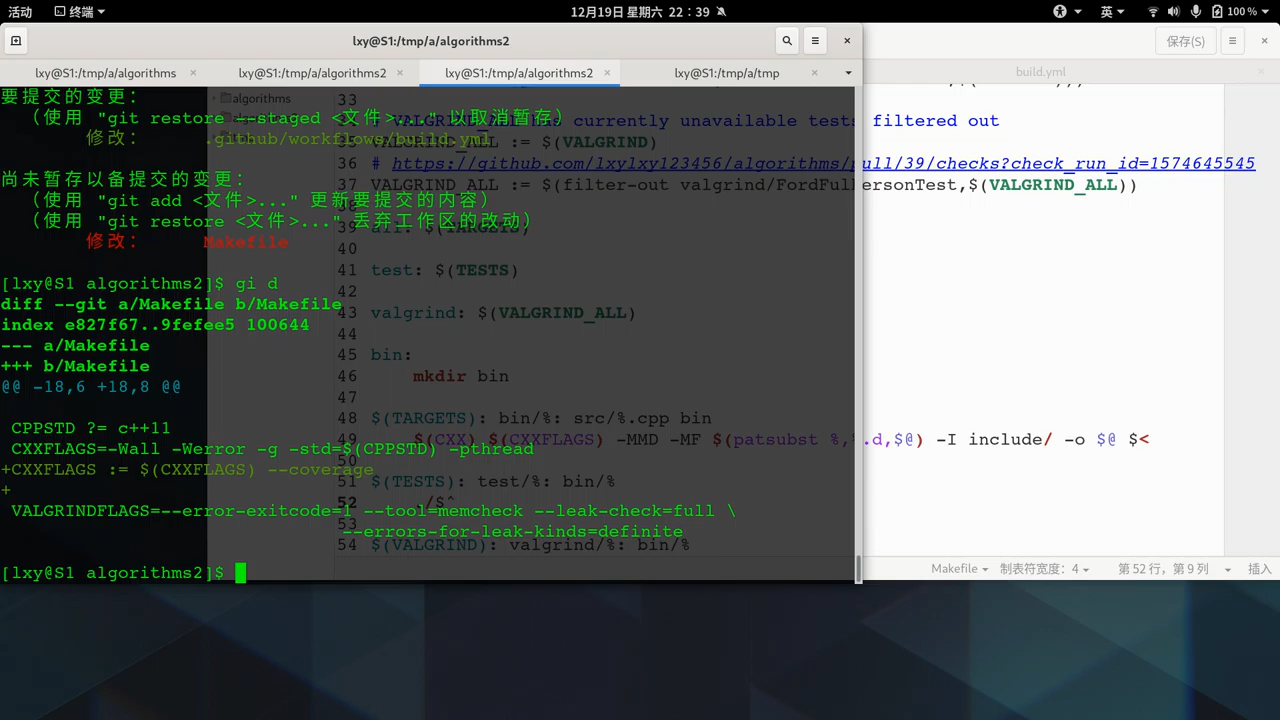 活动 终端 12月19日 星期六 22：39 英 100 %
lxy@S1:/tmp/a/algorithms2 保存(S)
lxy@S1:/tmp/a/algorithms lxy@S1:/tmp/a/algorithms2 lxy@S1:/tmp/a/algorithms2 lxy@S1:/tmp/a/tmp build.yml
要提交的变更：
（使用 "git restore --staged <文件>..." 以取消暂存）
修改： .github/workflows/build.yml
尚未暂存以备提交的变更：
（使用 "git add <文件>..." 更新要提交的内容）
（使用 "git restore <文件>..." 丢弃工作区的改动）
修改： Makefile
[lxy@S1 algorithms2]$ gi d
diff --git a/Makefile b/Makefile
index e827f67..9fefee5 100644
--- a/Makefile
+++ b/Makefile
@@ -18,6 +18,8 @@
CPPSTD ?= c++11
CXXFLAGS=-Wall -Werror -g -std=$(CPPSTD) -pthread
+CXXFLAGS := $(CXXFLAGS) --coverage
+
VALGRINDFLAGS=--error-exitcode=1 --tool=memcheck --leak-check=full \
--errors-for-leak-kinds=definite
[lxy@S1 algorithms2]$
algorithms
33
currently unavailable tests filtered out
:= $(VALGRIND)
36 # https://github.com/lxylxy123456/algorithms/pull/39/checks?check_run_id=1574645545
37 VALGRIND_ALL := $(filter-out valgrind/FordFulkersonTest,$(VALGRIND_ALL))
39 all: $(TARGETS)
40
41 test: $(TESTS)
42
43 valgrind: $(VALGRIND_ALL)
44
45 bin:
46 mkdir bin
47
48 $(TARGETS): bin/%: src/%.cpp bin
49 $(CXX) $(CXXFLAGS) -MMD -MF $(patsubst %,%.d,$@) -I include/ -o $@ $<
50
51 $(TESTS): test/%: bin/%
52 ./$^
53
54 $(VALGRIND): valgrind/%: bin/%
Makefile 制表符宽度：4 第 52 行，第 9 列 插入